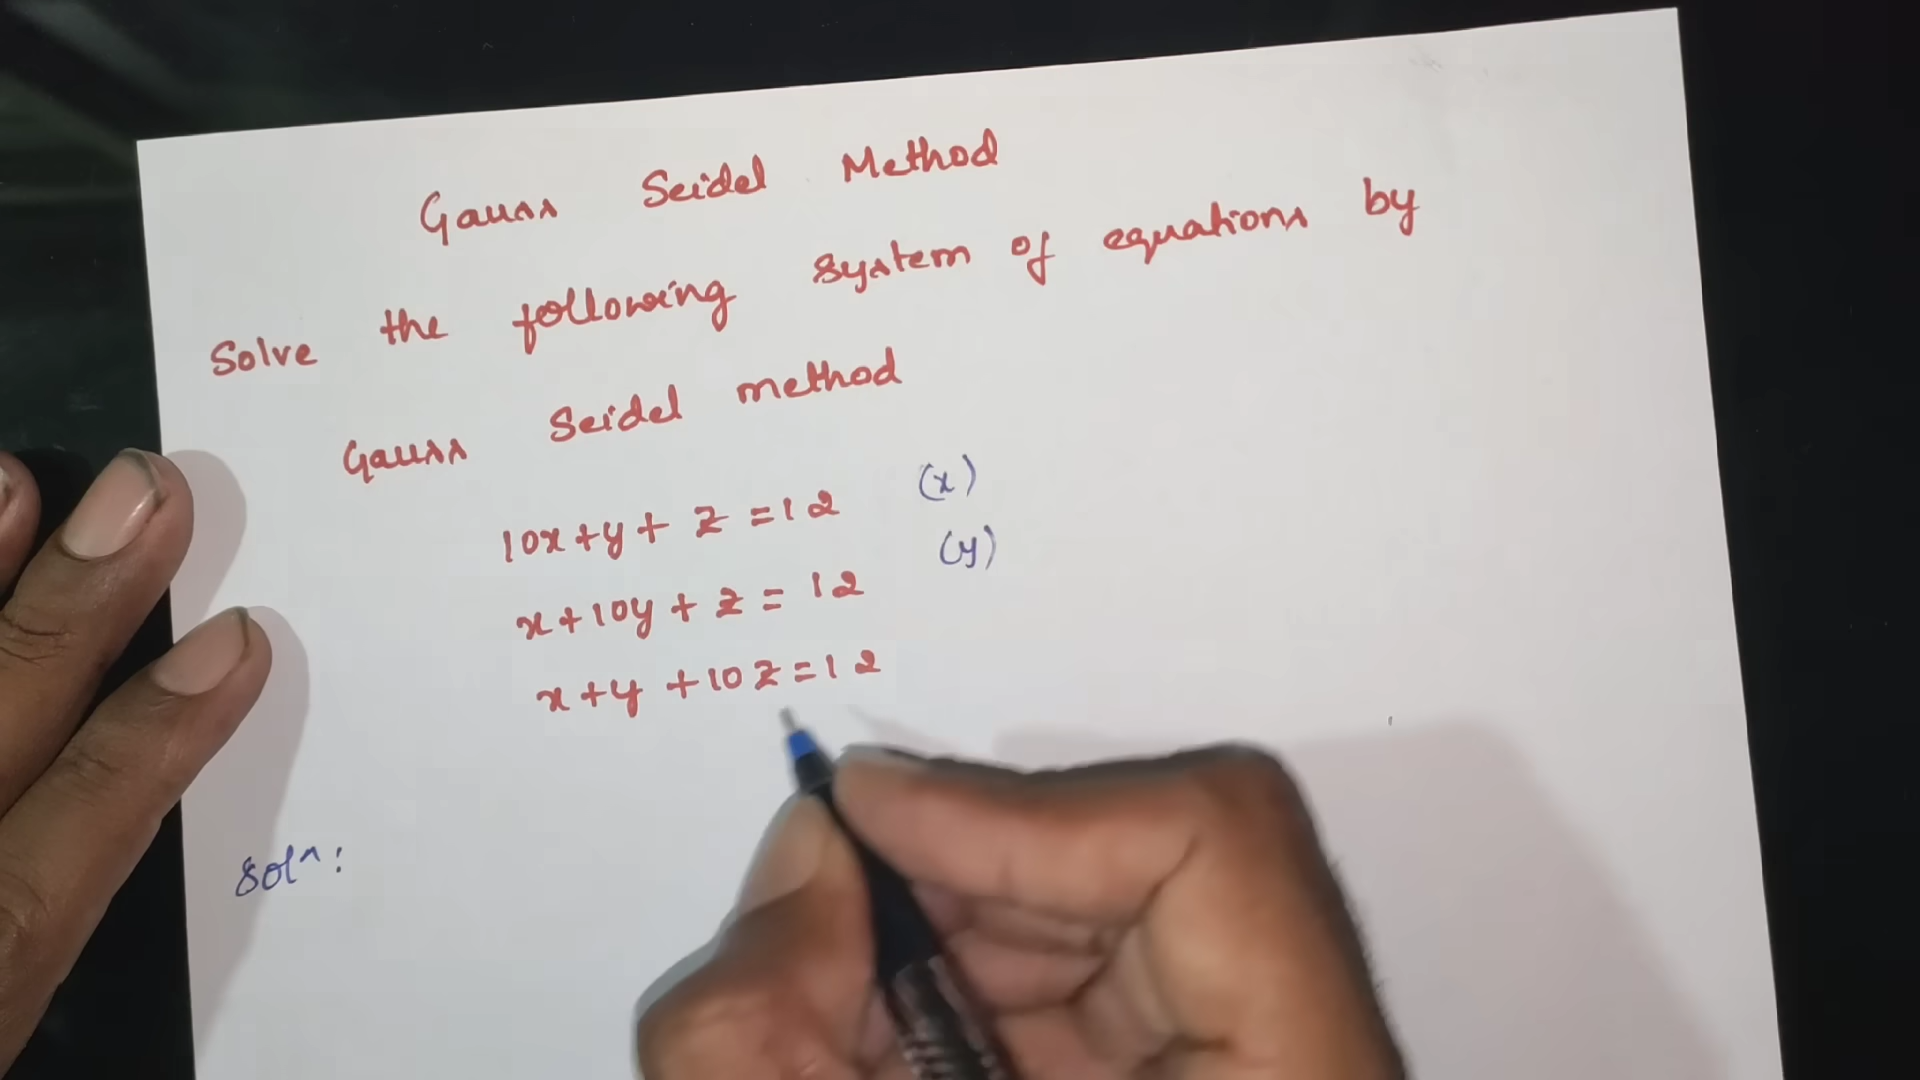 Gauss Seidel Method
Solve the following system of equations by
Gauss Seidel method
10x+y+z=12 (x)
x+10y+z=12 (y)
x+y+10z=12
Solⁿ: